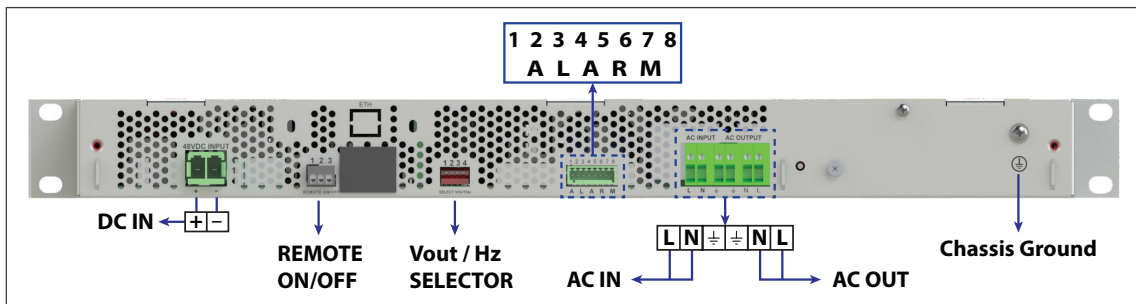 1 2 3 4 5 6 7 8
A L A R M
ETH
48VDC INPUT
+ −
1 2 3
REMOTE ON/OFF
1 2 3 4
SELECT VOUT/Hz
1 2 3 4 5 6 7 8
A L A R M
AC INPUT AC OUTPUT
L N ⏚ ⏚ N L
DC IN
+ −
REMOTE
ON/OFF
Vout / Hz
SELECTOR
L N ⏚ ⏚ N L
AC IN
AC OUT
Chassis Ground